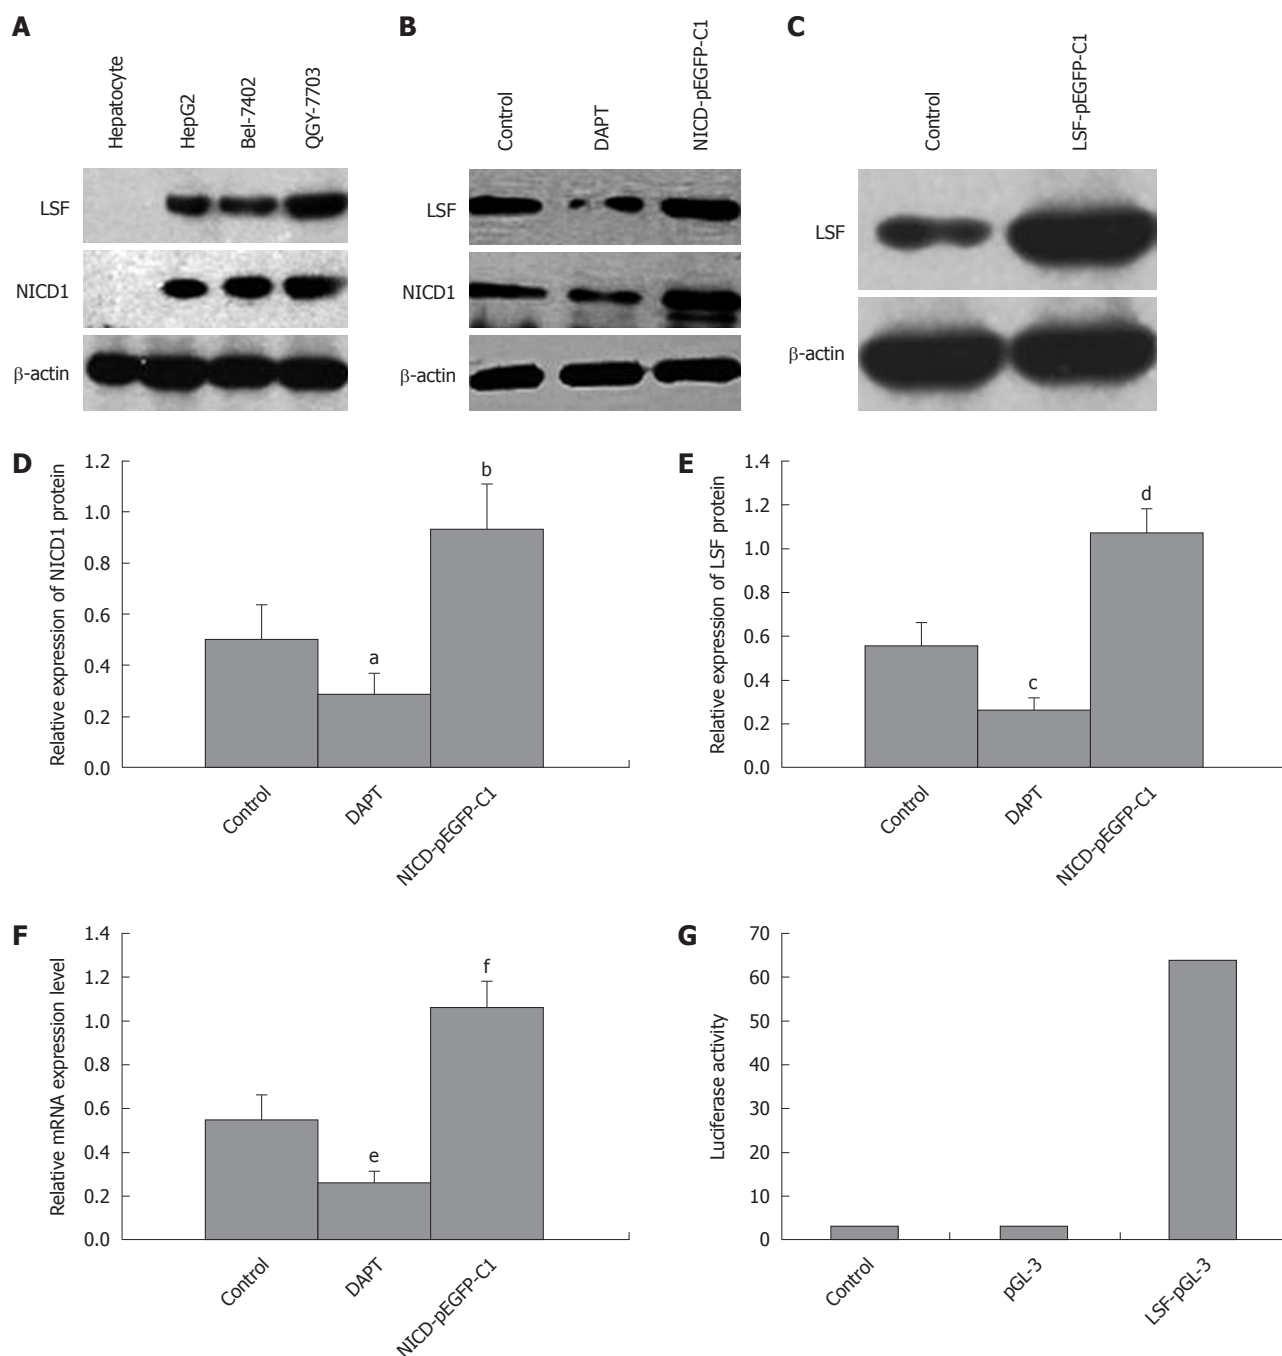 A
Hepatocyte
HepG2
Bel-7402
QGY-7703
LSF
NICD1
β-actin
B
Control
DAPT
NICD-pEGFP-C1
LSF
NICD1
β-actin
C
Control
LSF-pEGFP-C1
LSF
β-actin
D
Relative expression of NICD1 protein
1.2
1.0
0.8
0.6
0.4
0.2
0.0
a
b
Control
DAPT
NICD-pEGFP-C1
E
Relative expression of LSF protein
1.4
1.2
1.0
0.8
0.6
0.4
0.2
0.0
c
d
Control
DAPT
NICD-pEGFP-C1
F
Relative mRNA expression level
1.4
1.2
1.0
0.8
0.6
0.4
0.2
0.0
e
f
Control
DAPT
NICD-pEGFP-C1
G
Luciferase activity
70
60
50
40
30
20
10
0
Control
pGL-3
LSF-pGL-3